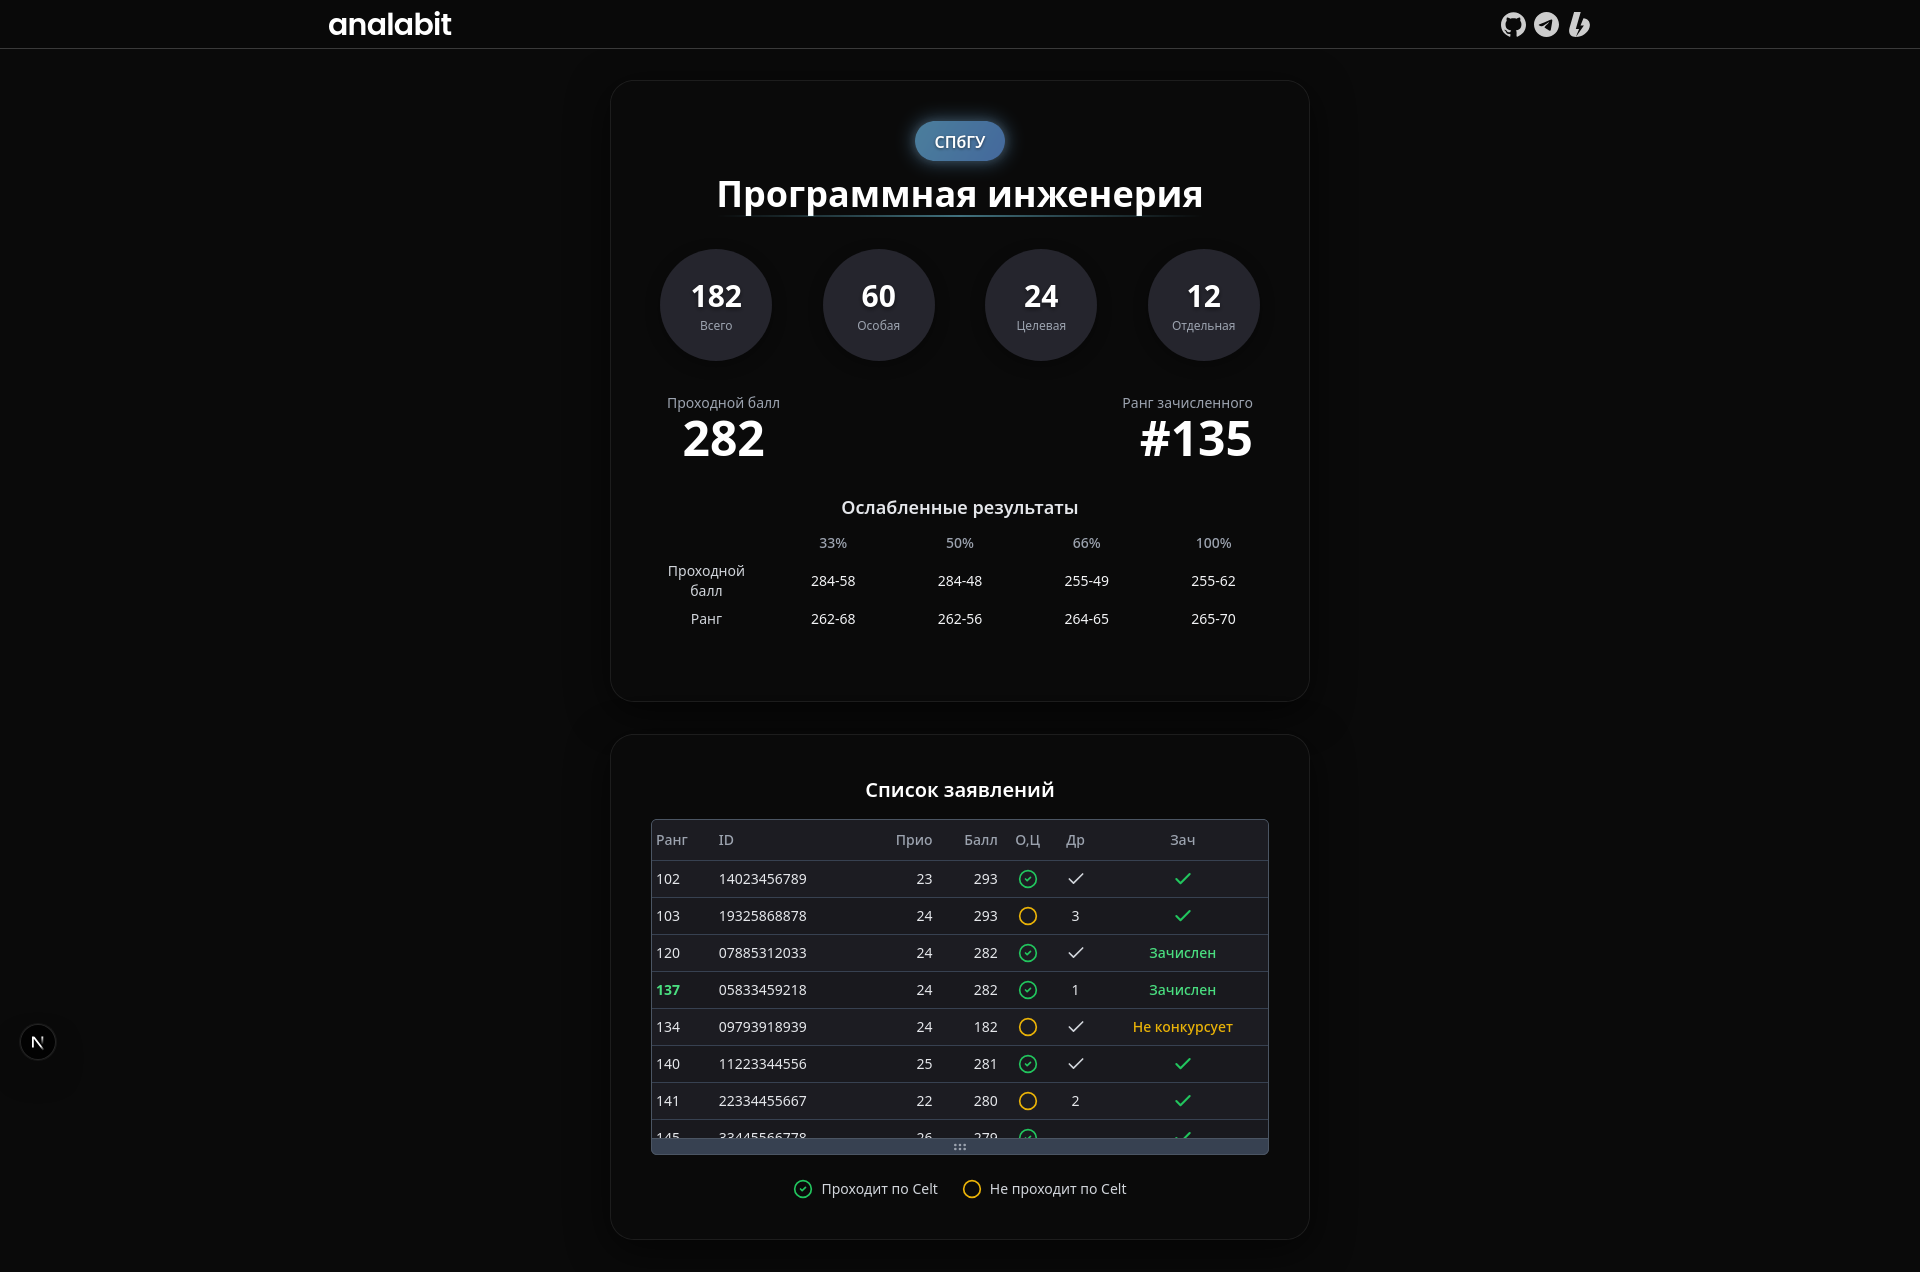 analabit
СПбГУ
Программная инженерия
182 60 24 12
Всего Особая Целевая Отдельная
Проходной балл Ранг зачисленного
282 #135
Ослабленные результаты
33% 50% 66% 100%
Проходной балл 284-58 284-48 255-49 255-62
Ранг 262-68 262-56 264-65 265-70
Список заявлений
Ранг ID Прио Балл О,Ц Др Зач
102 14023456789 23 293
103 19325868878 24 293 3
120 07885312033 24 282 Зачислен
137 05833459218 24 282 1 Зачислен
134 09793918939 24 182 Не конкурсует
140 11223344556 25 281
141 22334455667 22 280 2
145 33445566778 26 279
Проходит по Celt Не проходит по Celt
N